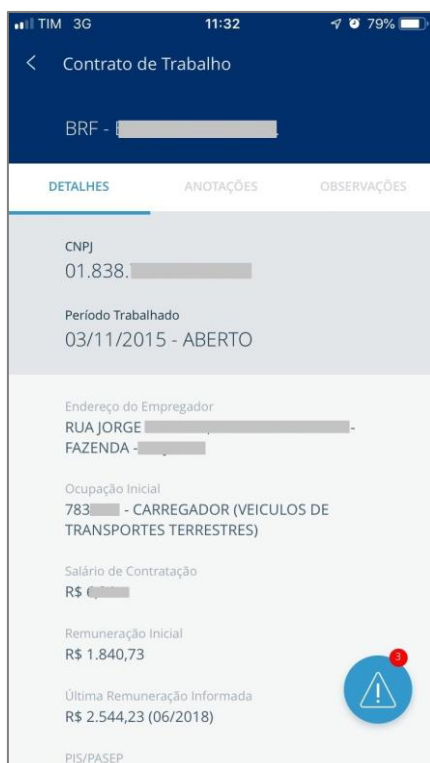 TIM 3G 11:32 79%
Contrato de Trabalho
BRF -
DETALHES ANOTAÇÕES OBSERVAÇÕES
CNPJ
01.838.
Período Trabalhado
03/11/2015 - ABERTO
Endereço do Empregador
RUA JORGE -
FAZENDA -
Ocupação Inicial
783 - CARREGADOR (VEICULOS DE
TRANSPORTES TERRESTRES)
Salário de Contratação
R$
Remuneração Inicial
R$ 1.840,73
3
Última Remuneração Informada
R$ 2.544,23 (06/2018)
PIS/PASEP